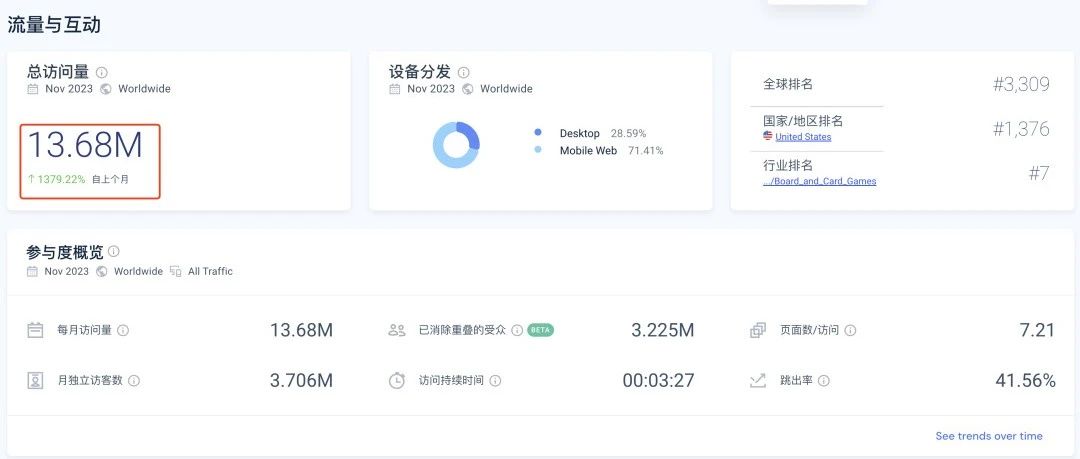 流量与互动
总访问量
Nov 2023 Worldwide
13.68M
↑ 1379.22% 自上个月
设备分发
Nov 2023 Worldwide
Desktop 28.59%
Mobile Web 71.41%
全球排名 #3,309
国家/地区排名 #1,376
United States
行业排名 #7
.../Board_and_Card_Games
参与度概览
Nov 2023 Worldwide All Traffic
每月访问量 13.68M
已消除重叠的受众 BETA 3.225M
页面数/访问 7.21
月独立访客数 3.706M
访问持续时间 00:03:27
跳出率 41.56%
See trends over time